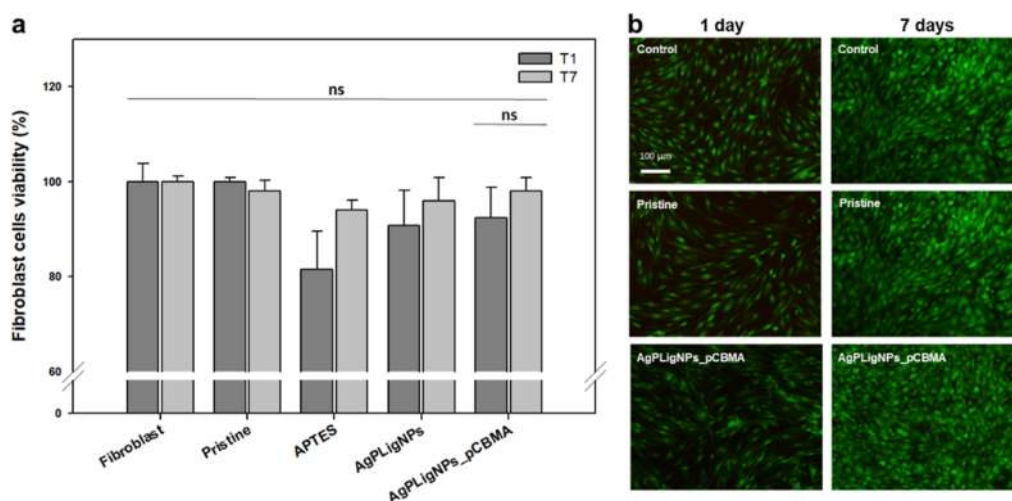 a
Fibroblast cells viability (%)
120
100
80
60
0
T1
T7
ns
ns
Fibroblast
Pristine
APTES
AgPLigNPs
AgPLigNPs_pCBMA
b
1 day
7 days
Control
Control
100 µm
Pristine
Pristine
AgPLigNPs_pCBMA
AgPLigNPs_pCBMA